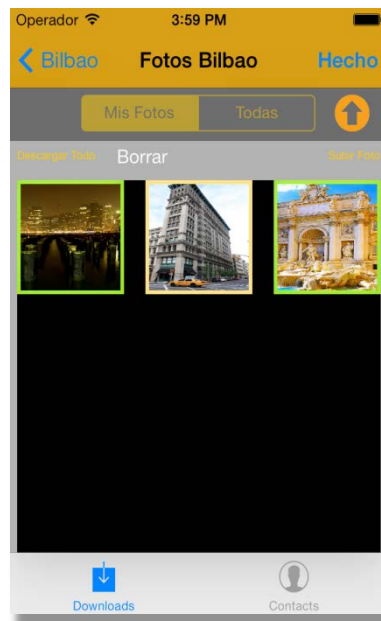 Operador 3:59 PM
Bilbao Fotos Bilbao Hecho
Mis Fotos Todas
Descargar Todo Borrar Subir Foto
Downloads Contacts